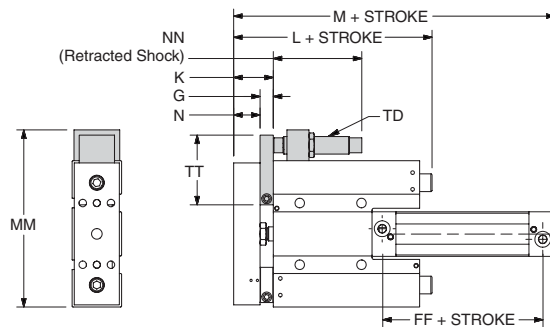 M + STROKE
NN
L + STROKE
(Retracted Shock)
K
G
TD
N
TT
MM
FF + STROKE